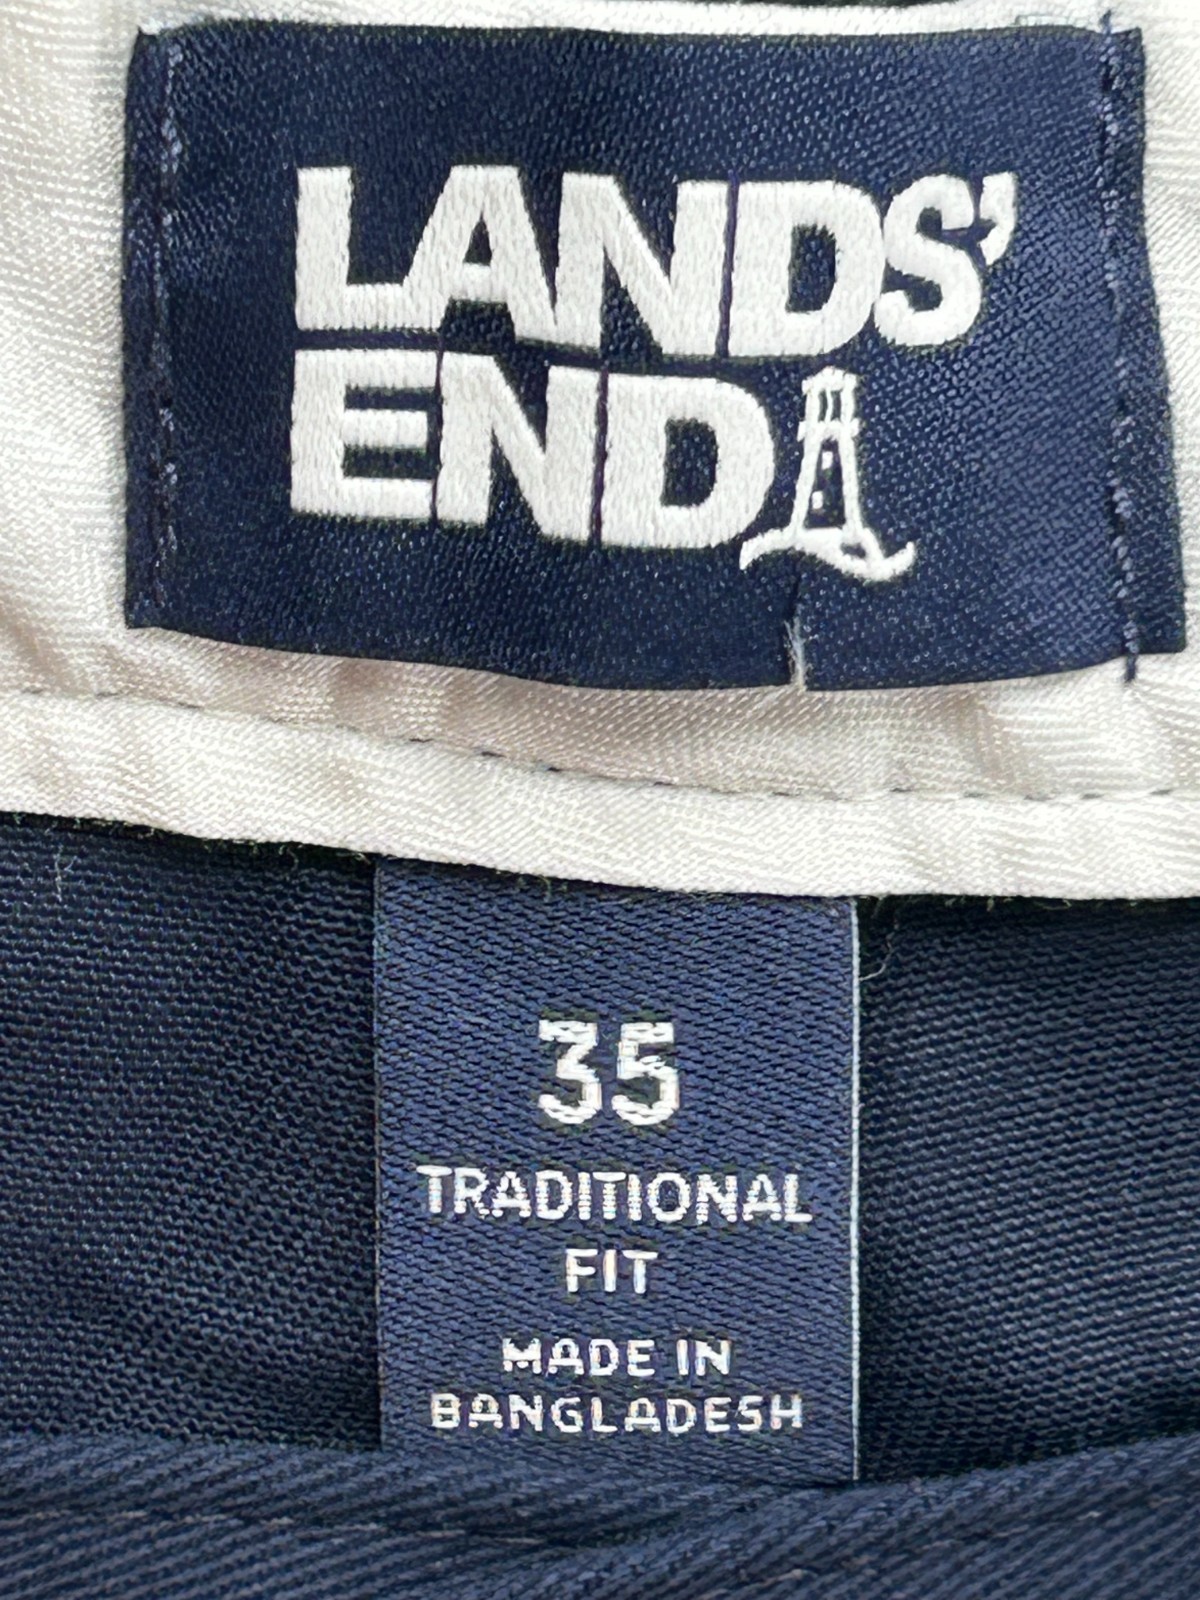 LANDS'
END
35
TRADITIONAL
FIT
MADE IN
BANGLADESH